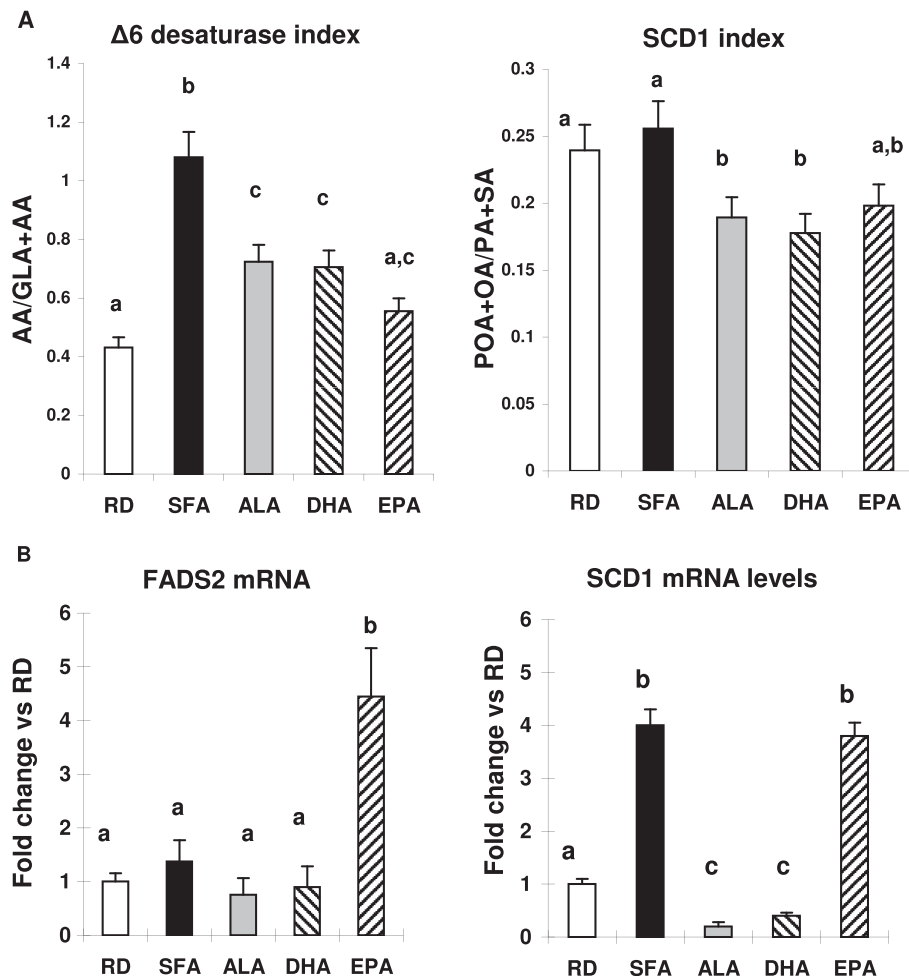 A
Δ6 desaturase index
AA/GLA+AA
1.4
1.2
1
0.8
0.6
0.4
0.2
0
a
b
c
c
a,c
RD SFA ALA DHA EPA
SCD1 index
POA+OA/PA+SA
0.3
0.25
0.2
0.15
0.1
0.05
0
a
a
b
b
a,b
RD SFA ALA DHA EPA
B
FADS2 mRNA
Fold change vs RD
6
5
4
3
2
1
0
a
a
a
a
b
RD SFA ALA DHA EPA
SCD1 mRNA levels
Fold change vs RD
6
5
4
3
2
1
0
a
b
c
c
b
RD SFA ALA DHA EPA